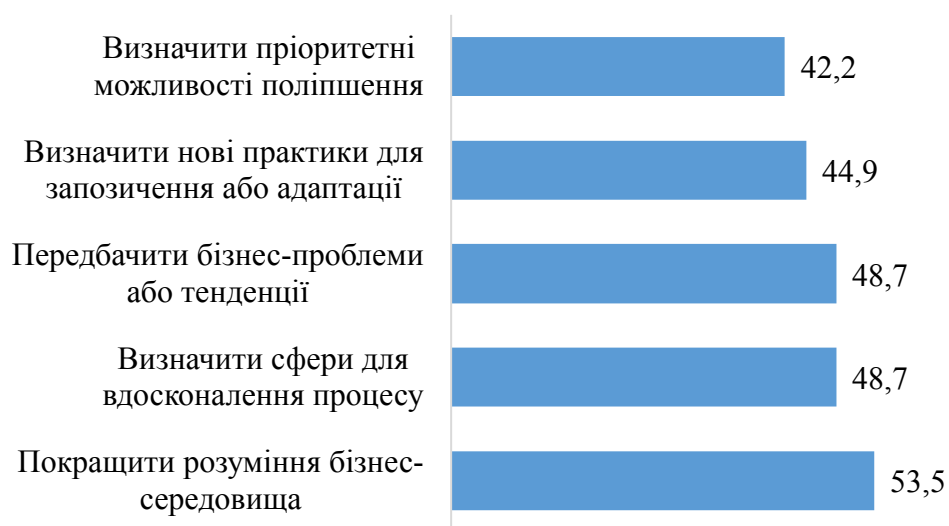 Визначити пріоритетні
можливості поліпшення
42,2
Визначити нові практики для
запозичення або адаптації
44,9
Передбачити бізнес-проблеми
або тенденції
48,7
Визначити сфери для
вдосконалення процесу
48,7
Покращити розуміння бізнес-
середовища
53,5